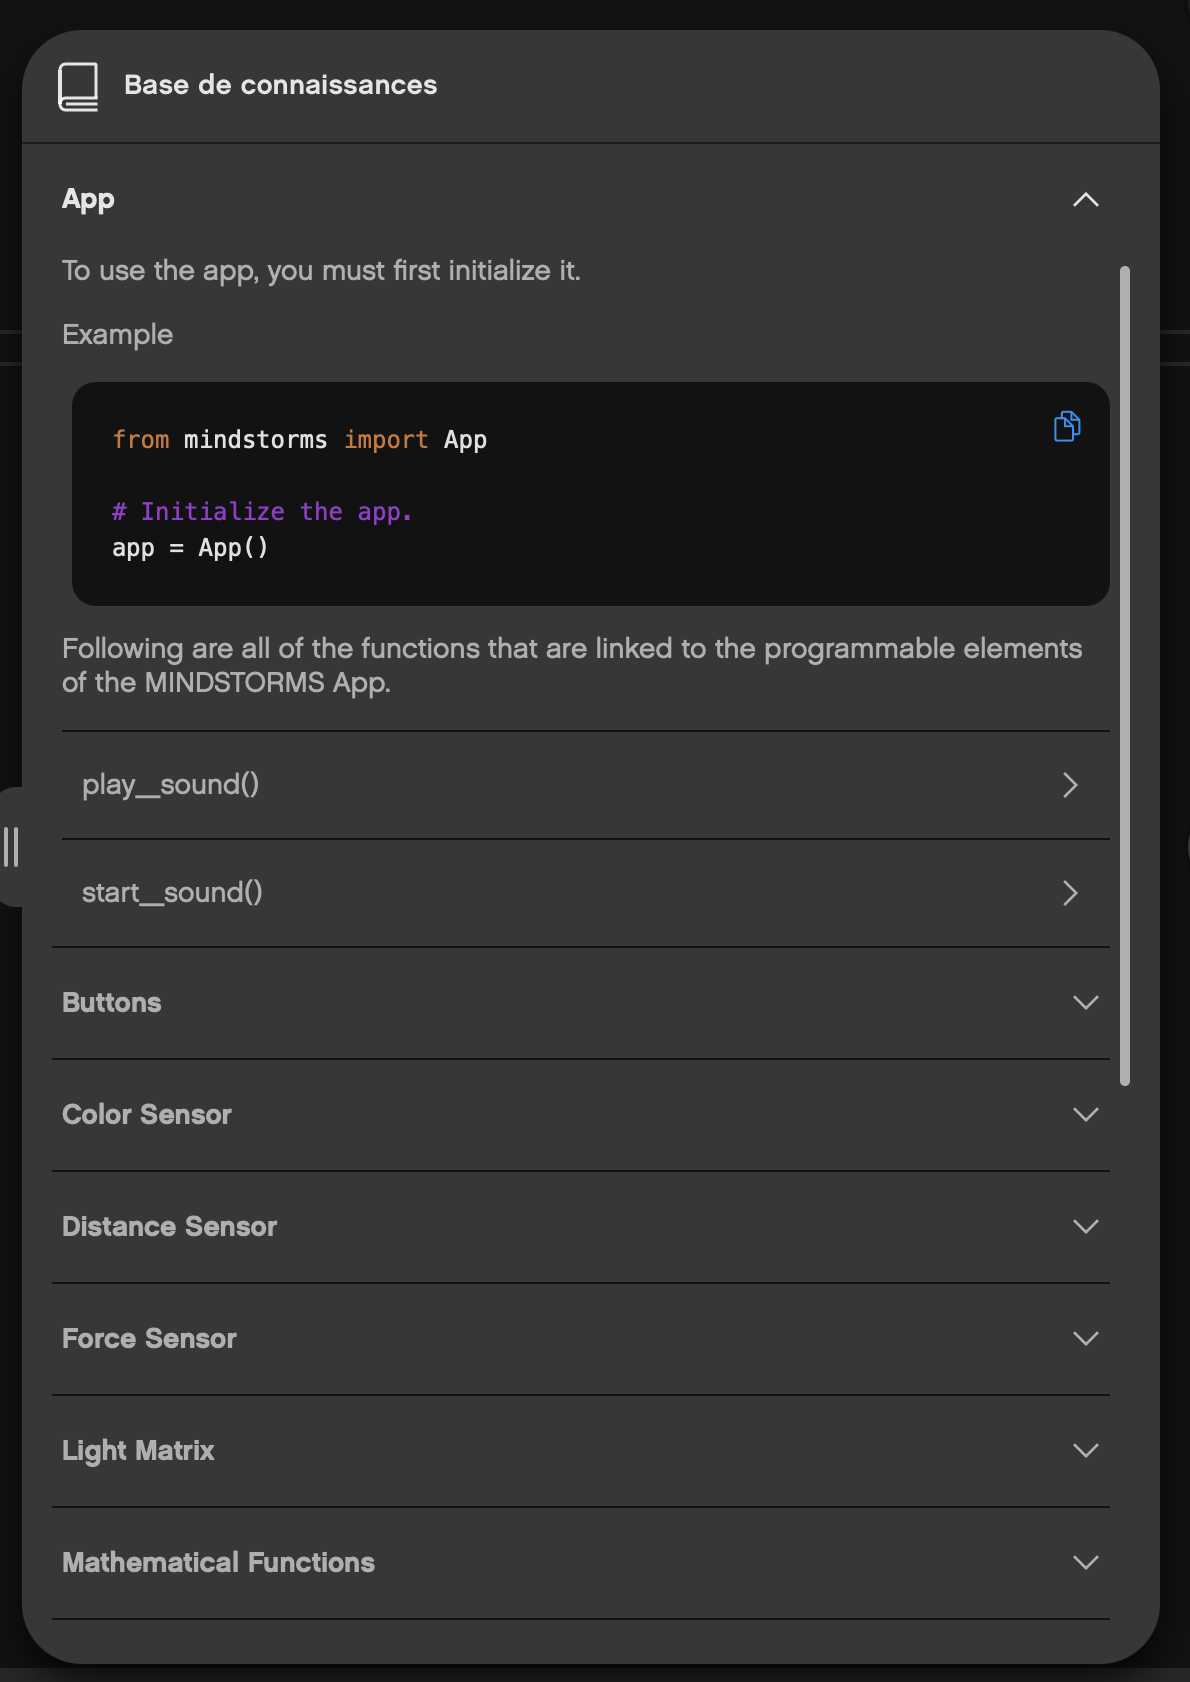 Base de connaissances
App
To use the app, you must first initialize it.
Example
from mindstorms import App
# Initialize the app.
app = App()
Following are all of the functions that are linked to the programmable elements
of the MINDSTORMS App.
play_sound()
start_sound()
Buttons
Color Sensor
Distance Sensor
Force Sensor
Light Matrix
Mathematical Functions